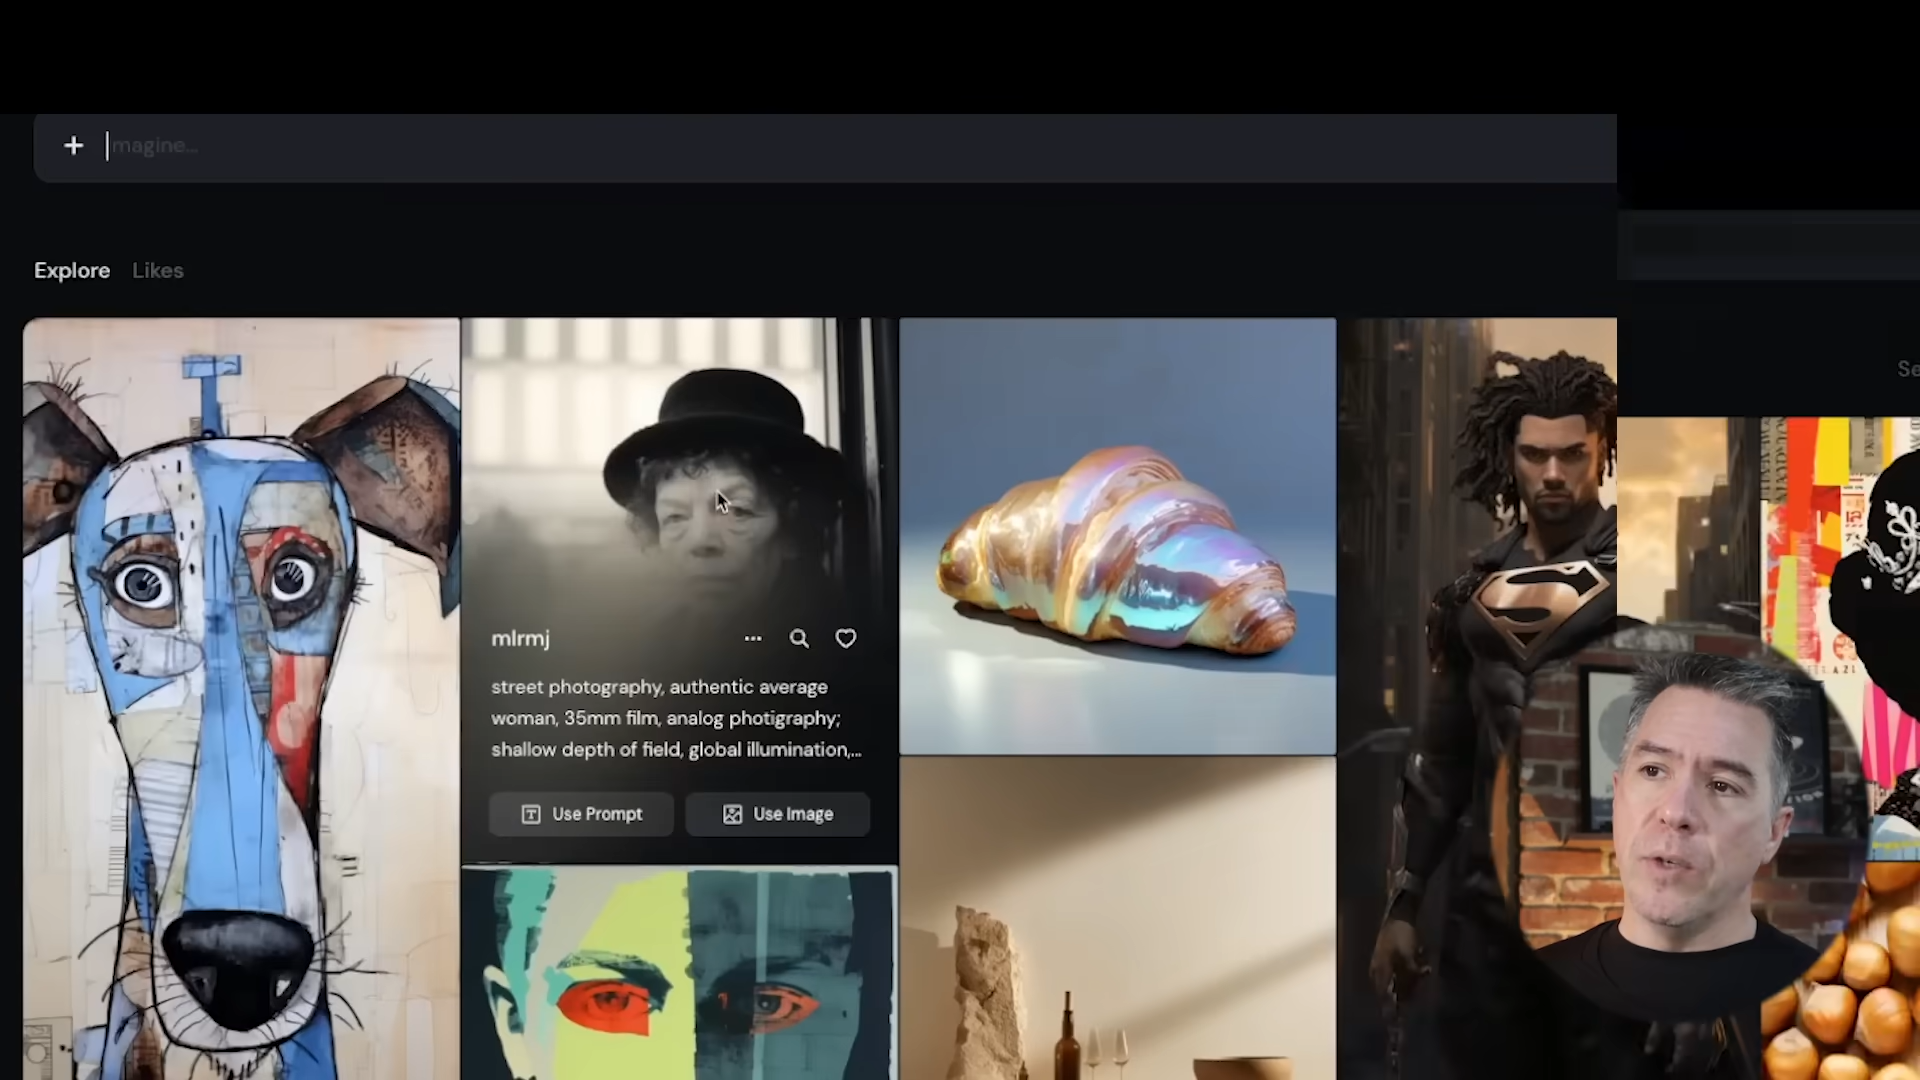 + Imagine...
Explore Likes
Se
mlrmj
street photography, authentic average
woman, 35mm film, analog photigraphy;
shallow depth of field, global illumination,...
Use Prompt Use Image